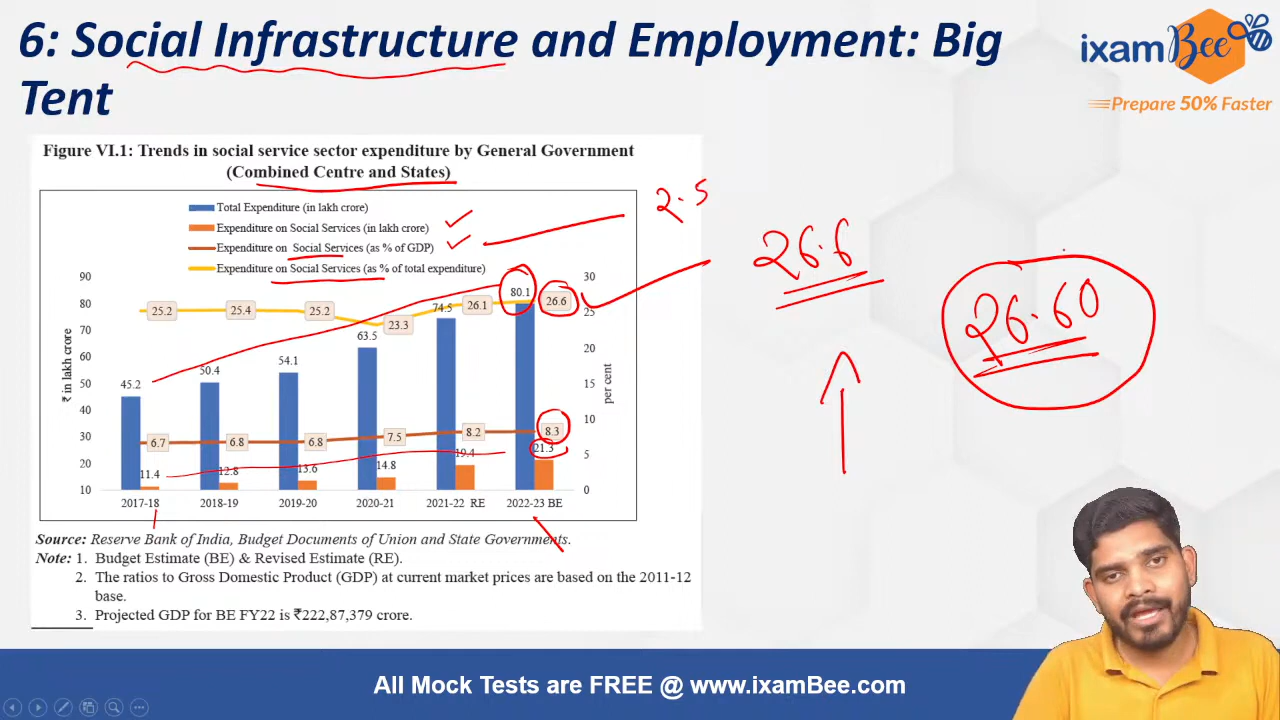 6: Social Infrastructure and Employment: Big
Tent
ixamBee
Prepare 50% Faster
Figure VI.1: Trends in social service sector expenditure by General Government
(Combined Centre and States)
Total Expenditure (in lakh crore)
Expenditure on Social Services (in lakh crore)
Expenditure on Social Services (as % of GDP)
Expenditure on Social Services (as % of total expenditure)
2.5
26.6
26.60
90 80 70 60 50 40 30 20 10
₹ in lakh crore
30 25 20 15 10 5 0
per cent
25.2 25.4 25.2 23.3 26.1 26.6
45.2 50.4 54.1 63.5 74.5 80.1
6.7 6.8 6.8 7.5 8.2 8.3
11.4 12.8 13.6 14.8 19.4 21.3
2017-18 2018-19 2019-20 2020-21 2021-22 RE 2022-23 BE
Source: Reserve Bank of India, Budget Documents of Union and State Governments.
Note: 1. Budget Estimate (BE) & Revised Estimate (RE).
2. The ratios to Gross Domestic Product (GDP) at current market prices are based on the 2011-12
base.
3. Projected GDP for BE FY22 is ₹222,87,379 crore.
All Mock Tests are FREE @ www.ixamBee.com